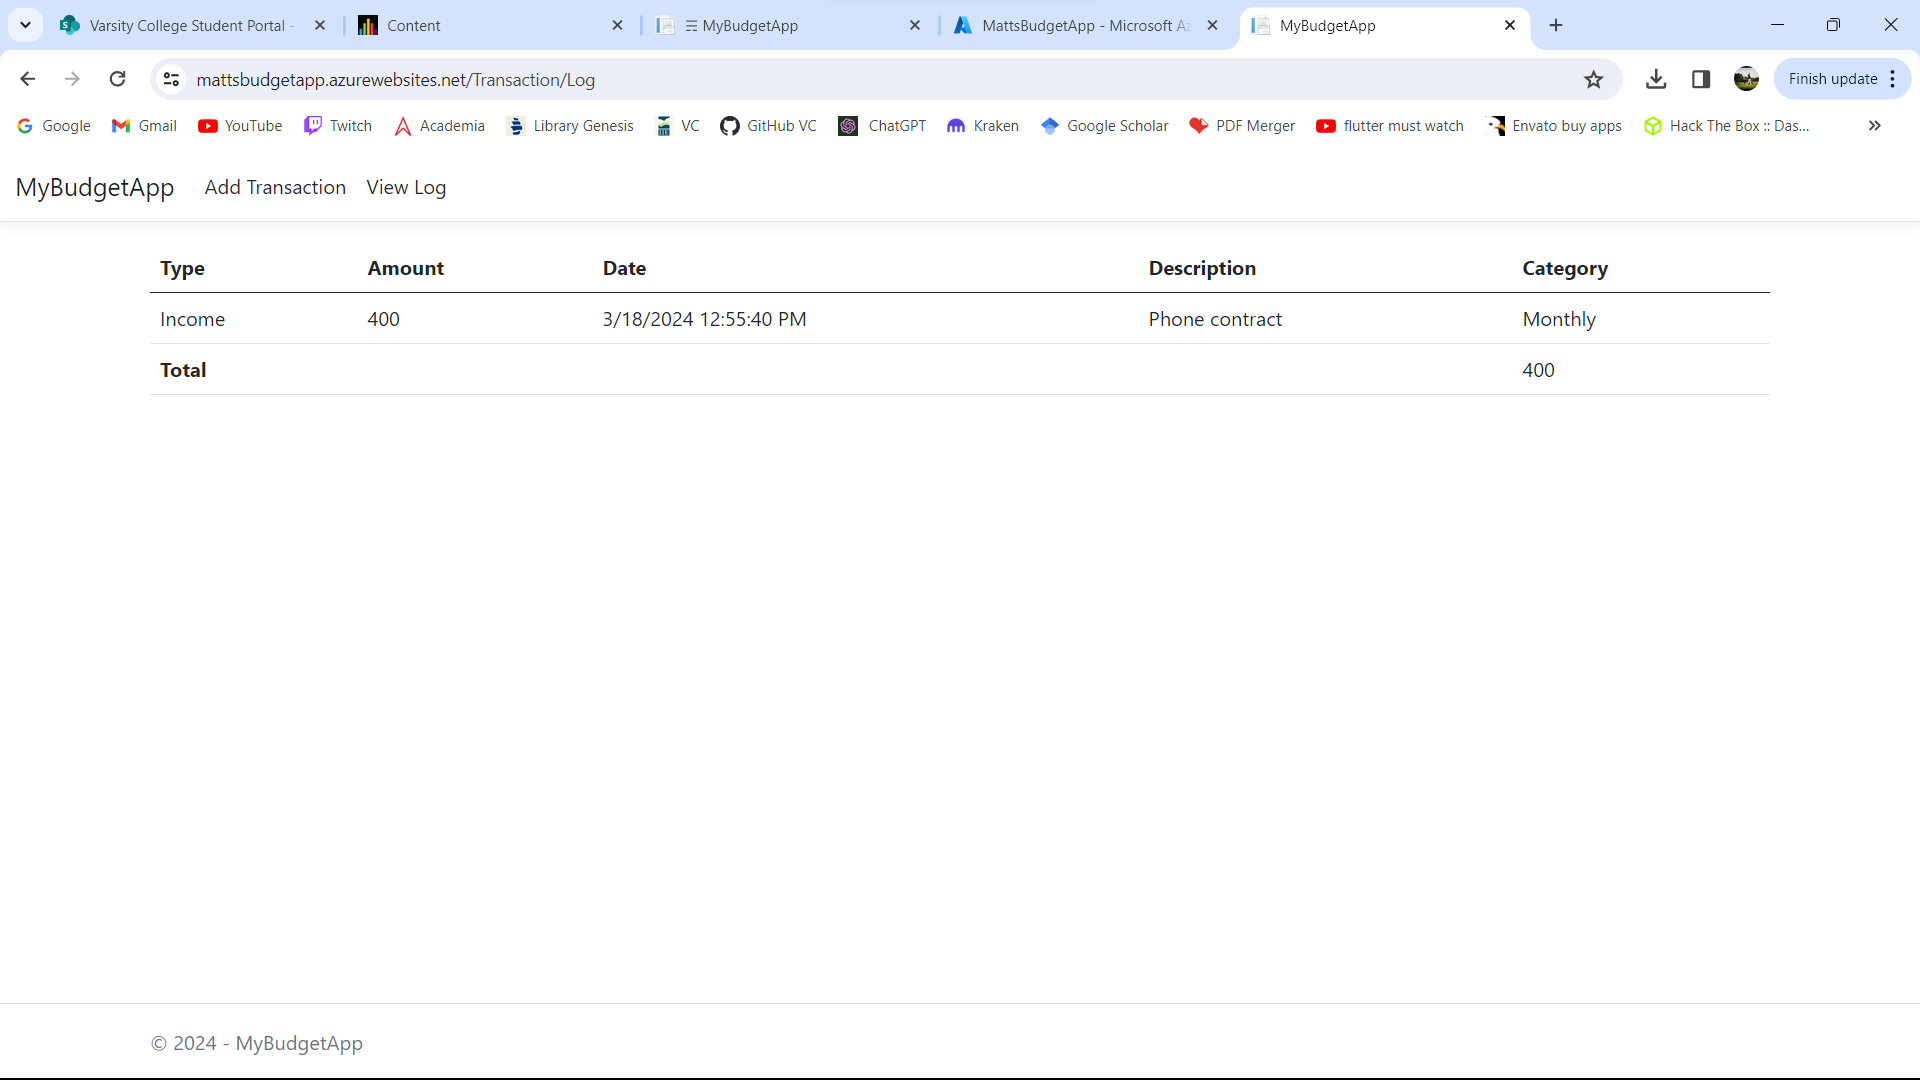 Varsity College Student Portal -
Content
☰ MyBudgetApp
MattsBudgetApp - Microsoft Az
MyBudgetApp
mattsbudgetapp.azurewebsites.net/Transaction/Log
Finish update
Google
Gmail
YouTube
Twitch
Academia
Library Genesis
VC
GitHub VC
ChatGPT
Kraken
Google Scholar
PDF Merger
flutter must watch
Envato buy apps
Hack The Box :: Das...
MyBudgetApp Add Transaction View Log
Type Amount Date Description Category
Income 400 3/18/2024 12:55:40 PM Phone contract Monthly
Total 400
© 2024 - MyBudgetApp